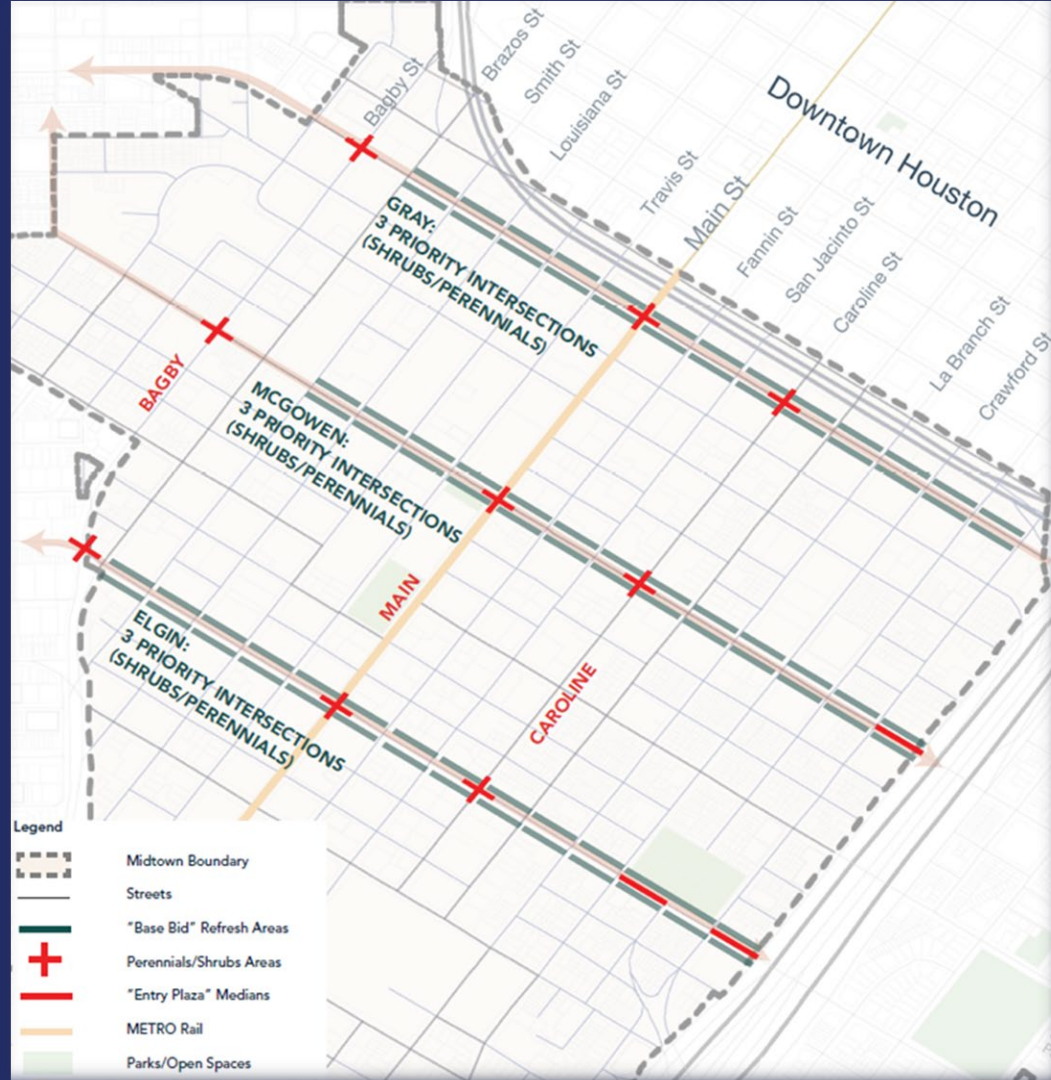 Brazos St
Smith St
Bagby St
Louisiana St
Downtown Houston
Travis St
Main St
Fannin St
San Jacinto St
Caroline St
La Branch St
Crawford St
GRAY:
3 PRIORITY INTERSECTIONS
(SHRUBS/PERENNIALS)
BAGBY
MCGOWEN:
3 PRIORITY INTERSECTIONS
(SHRUBS/PERENNIALS)
MAIN
ELGIN:
3 PRIORITY INTERSECTIONS
(SHRUBS/PERENNIALS)
CAROLINE
Legend
Midtown Boundary
Streets
"Base Bid" Refresh Areas
Perennials/Shrubs Areas
"Entry Plaza" Medians
METRO Rail
Parks/Open Spaces